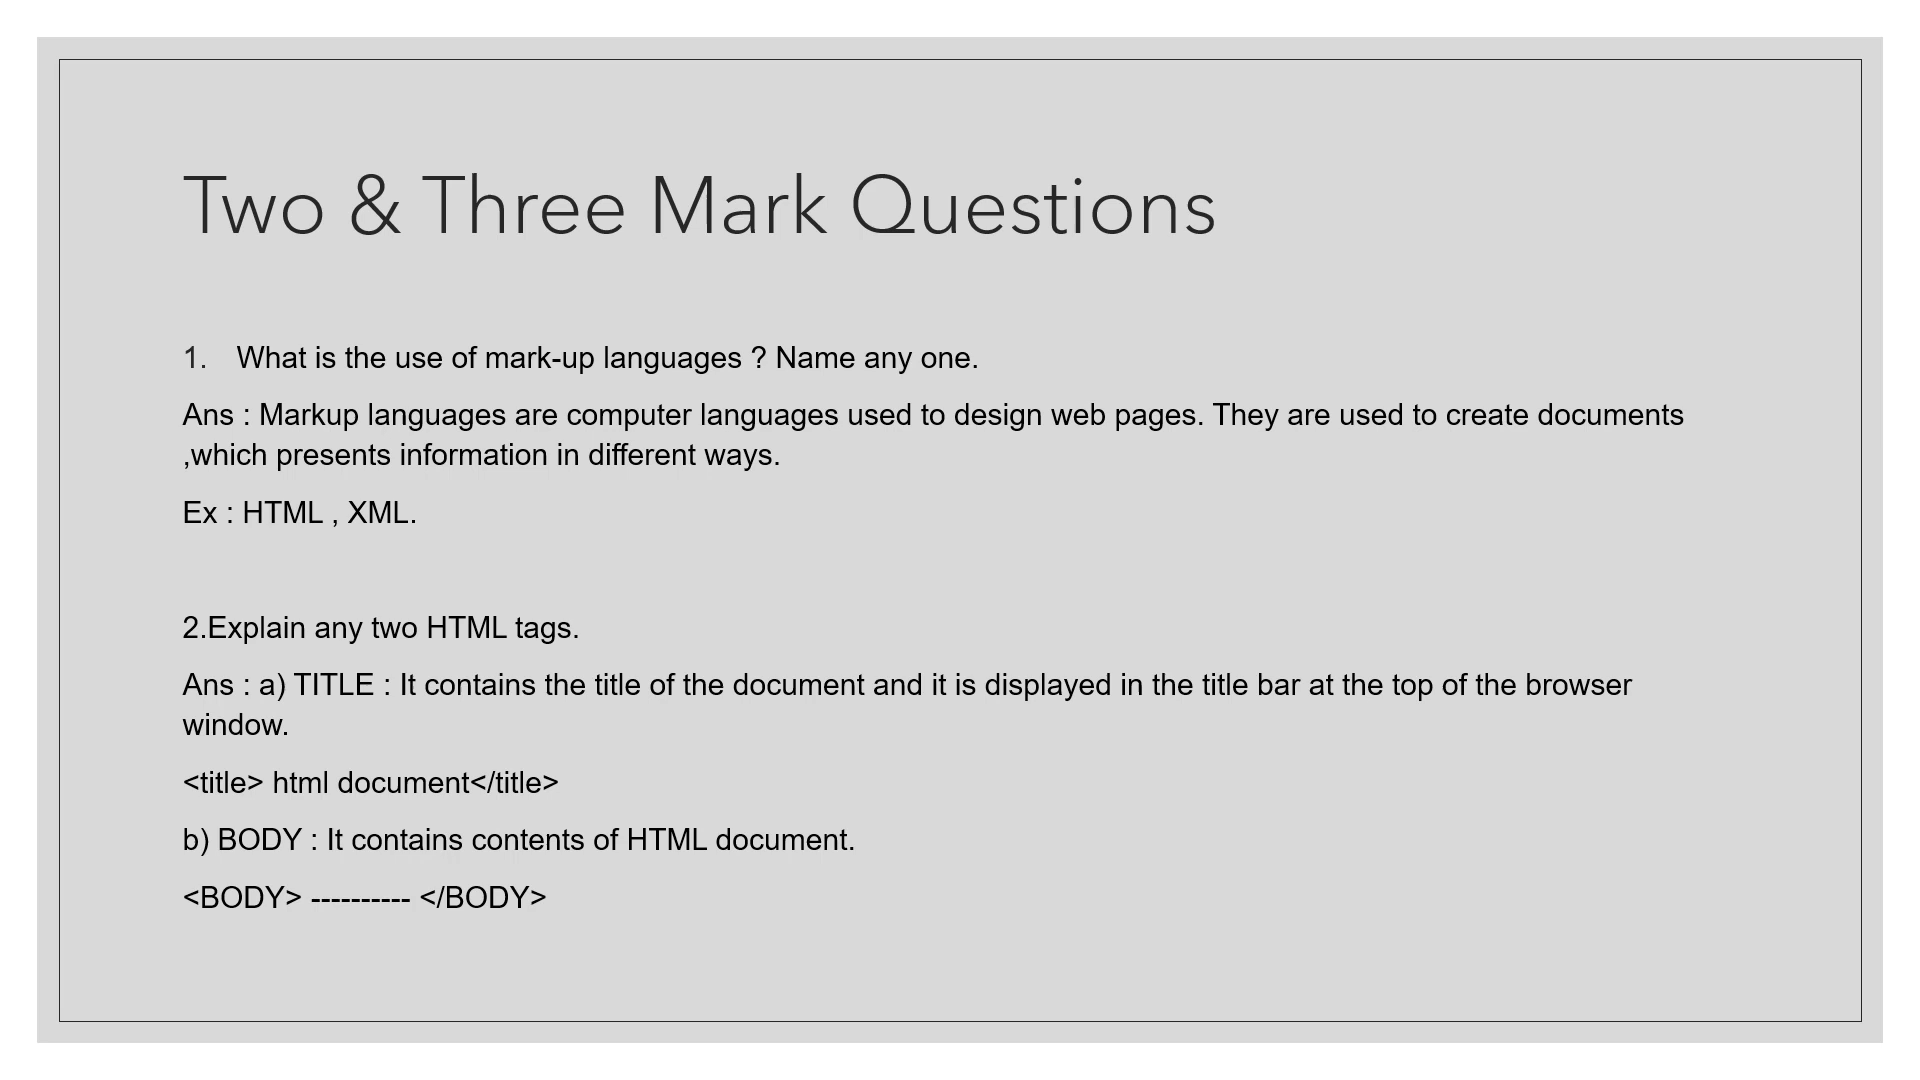 Two & Three Mark Questions
1. What is the use of mark-up languages ? Name any one.
Ans : Markup languages are computer languages used to design web pages. They are used to create documents
,which presents information in different ways.
Ex : HTML , XML.
2.Explain any two HTML tags.
Ans : a) TITLE : It contains the title of the document and it is displayed in the title bar at the top of the browser
window.
<title> html document</title>
b) BODY : It contains contents of HTML document.
<BODY> ---------- </BODY>